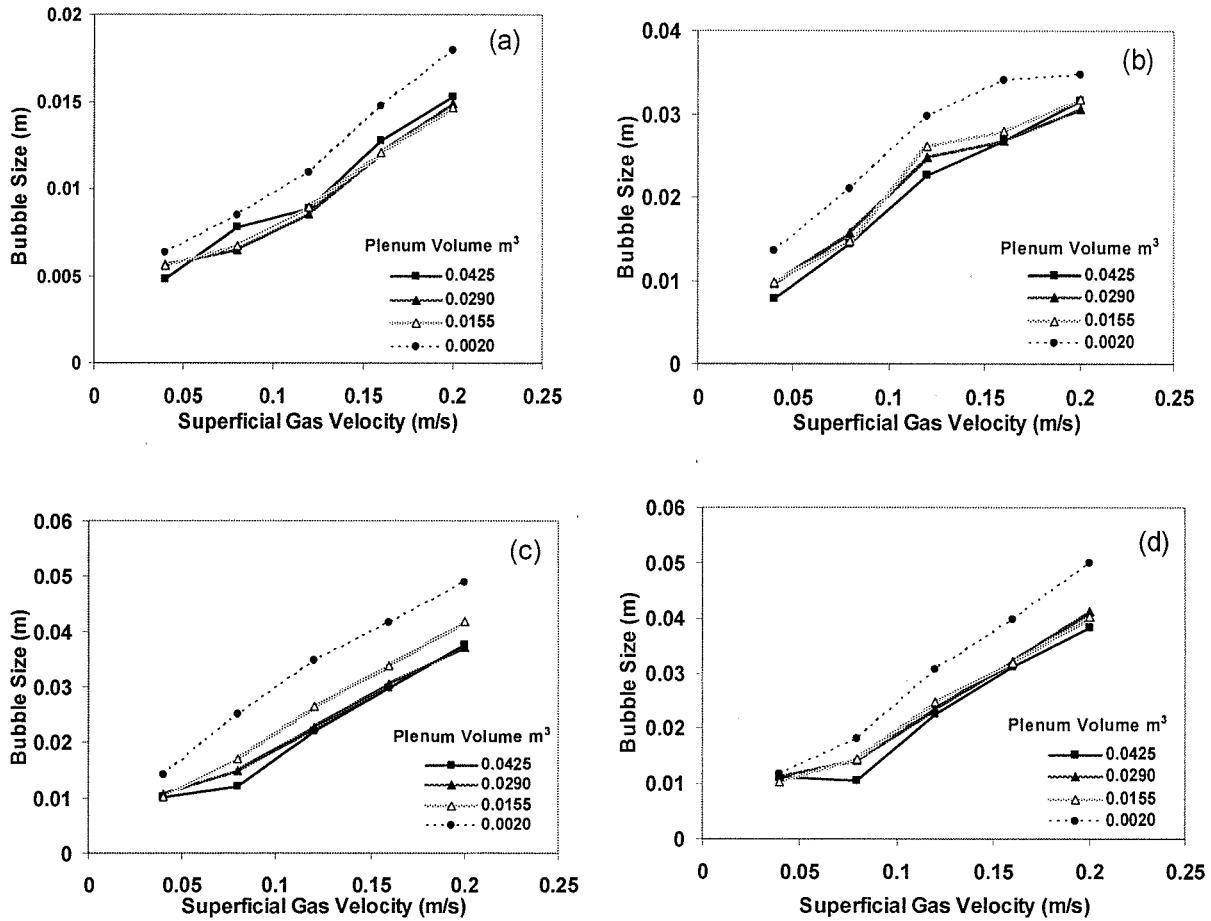 (a)
Bubble Size (m)
0.02
0.015
0.01
0.005
0
Plenum Volume m³
0.0425
0.0290
0.0155
0.0020
0 0.05 0.1 0.15 0.2 0.25
Superficial Gas Velocity (m/s)
(b)
Bubble Size (m)
0.04
0.03
0.02
0.01
0
Plenum Volume m³
0.0425
0.0290
0.0155
0.0020
0 0.05 0.1 0.15 0.2 0.25
Superficial Gas Velocity (m/s)
(c)
Bubble Size (m)
0.06
0.05
0.04
0.03
0.02
0.01
0
Plenum Volume m³
0.0425
0.0290
0.0155
0.0020
0 0.05 0.1 0.15 0.2 0.25
Superficial Gas Velocity (m/s)
(d)
Bubble Size (m)
0.06
0.05
0.04
0.03
0.02
0.01
0
Plenum Volume m³
0.0425
0.0290
0.0155
0.0020
0 0.05 0.1 0.15 0.2 0.25
Superficial Gas Velocity (m/s)